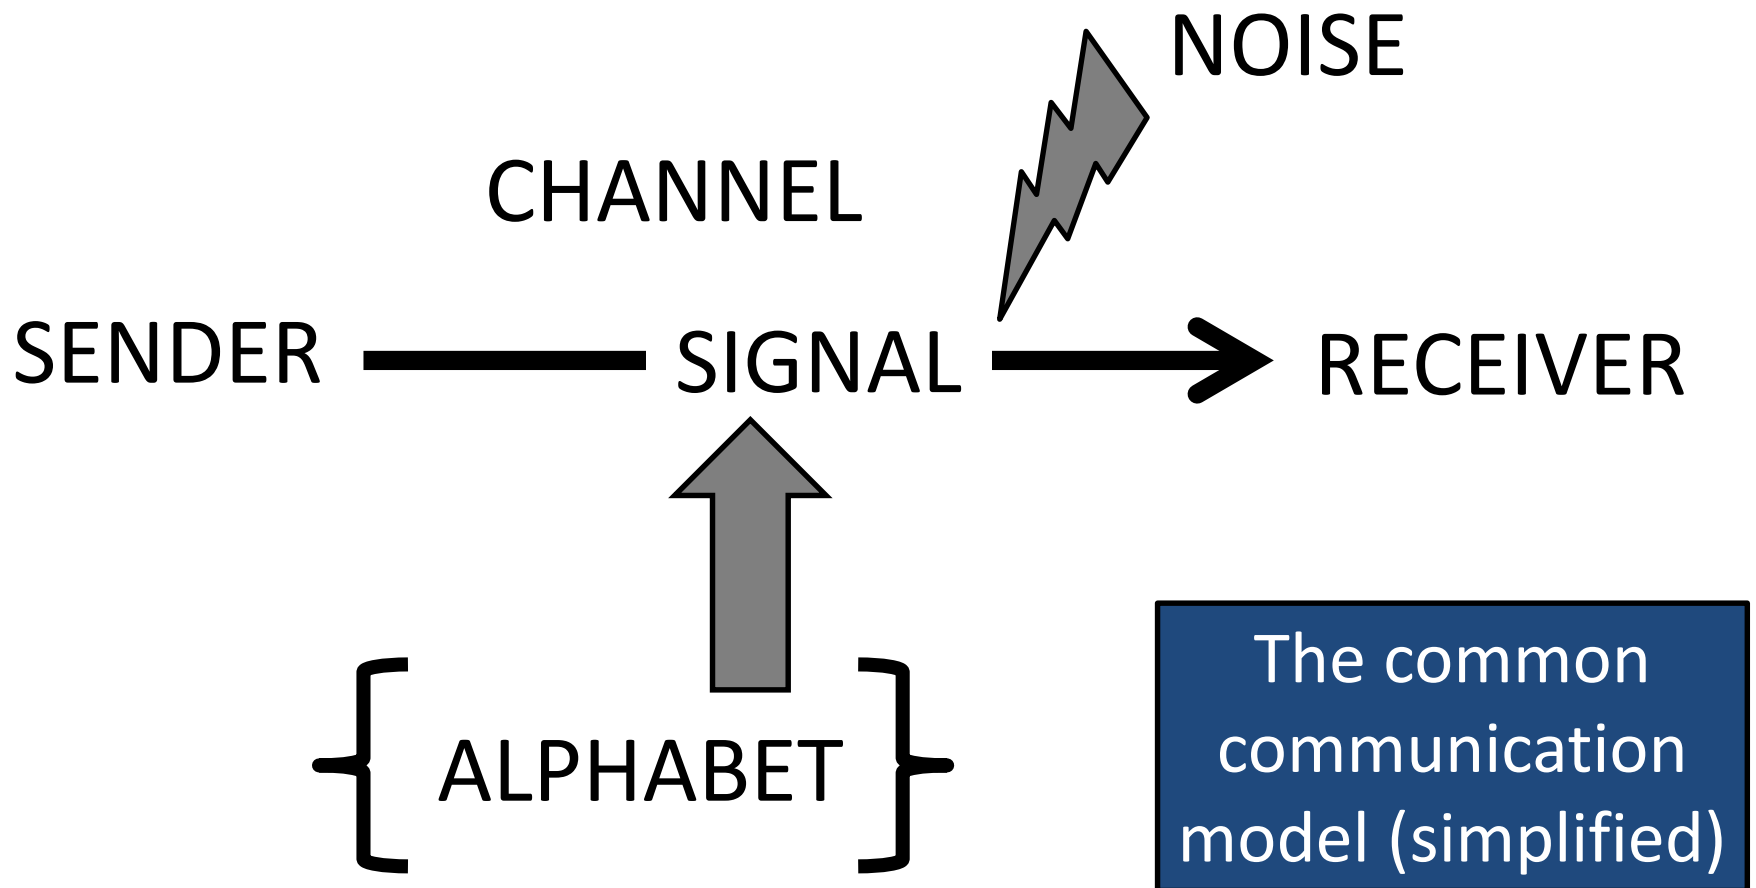 NOISE
CHANNEL
SENDER
SIGNAL
RECEIVER
ALPHABET
The common
communication
model (simplified)